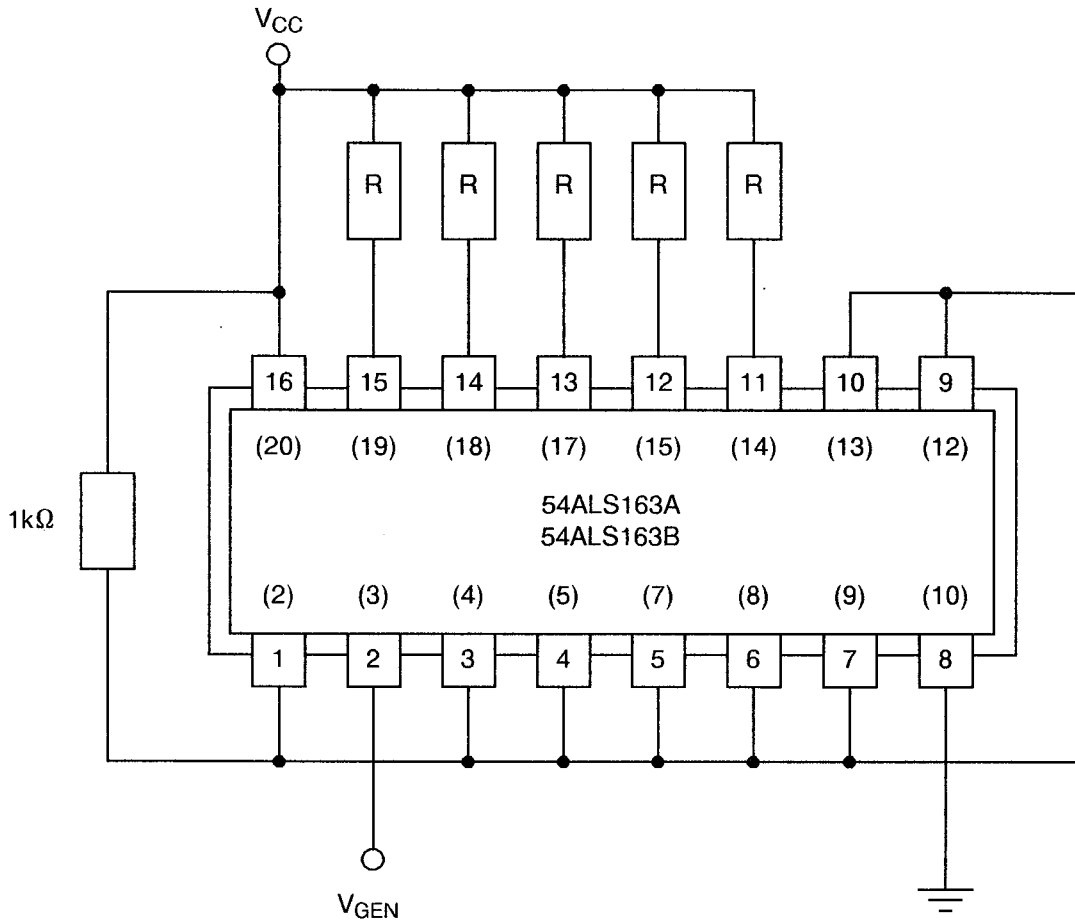 VCC
R R R R R
16 15 14 13 12 11 10 9
(20) (19) (18) (17) (15) (14) (13) (12)
54ALS163A
1kΩ
54ALS163B
(2) (3) (4) (5) (7) (8) (9) (10)
1 2 3 4 5 6 7 8
VGEN